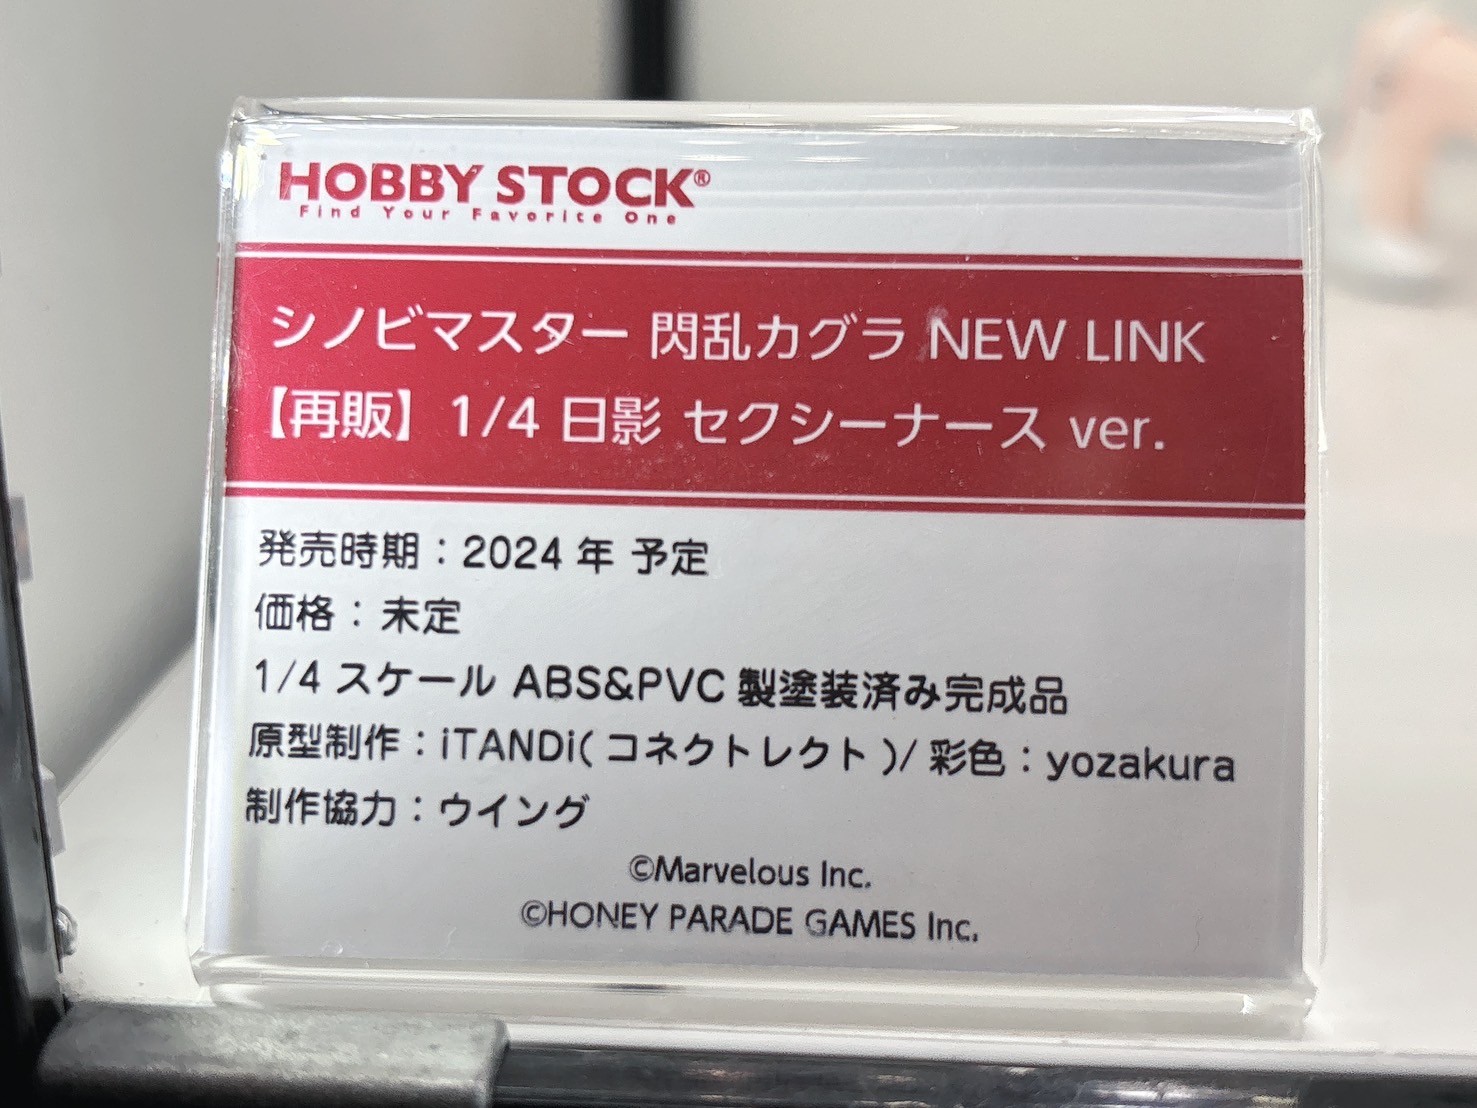 HOBBY STOCK®
Find Your Favorite One
シノビマスター 閃乱カグラ NEW LINK
【再販】 1/4 日影 セクシーナース ver.
発売時期：2024 年 予定
価格：未定
1/4 スケール ABS&PVC 製塗装済み完成品
原型制作：iTANDi( コネクトレクト )/ 彩色：yozakura
制作協力：ウイング
©Marvelous Inc.
©HONEY PARADE GAMES Inc.